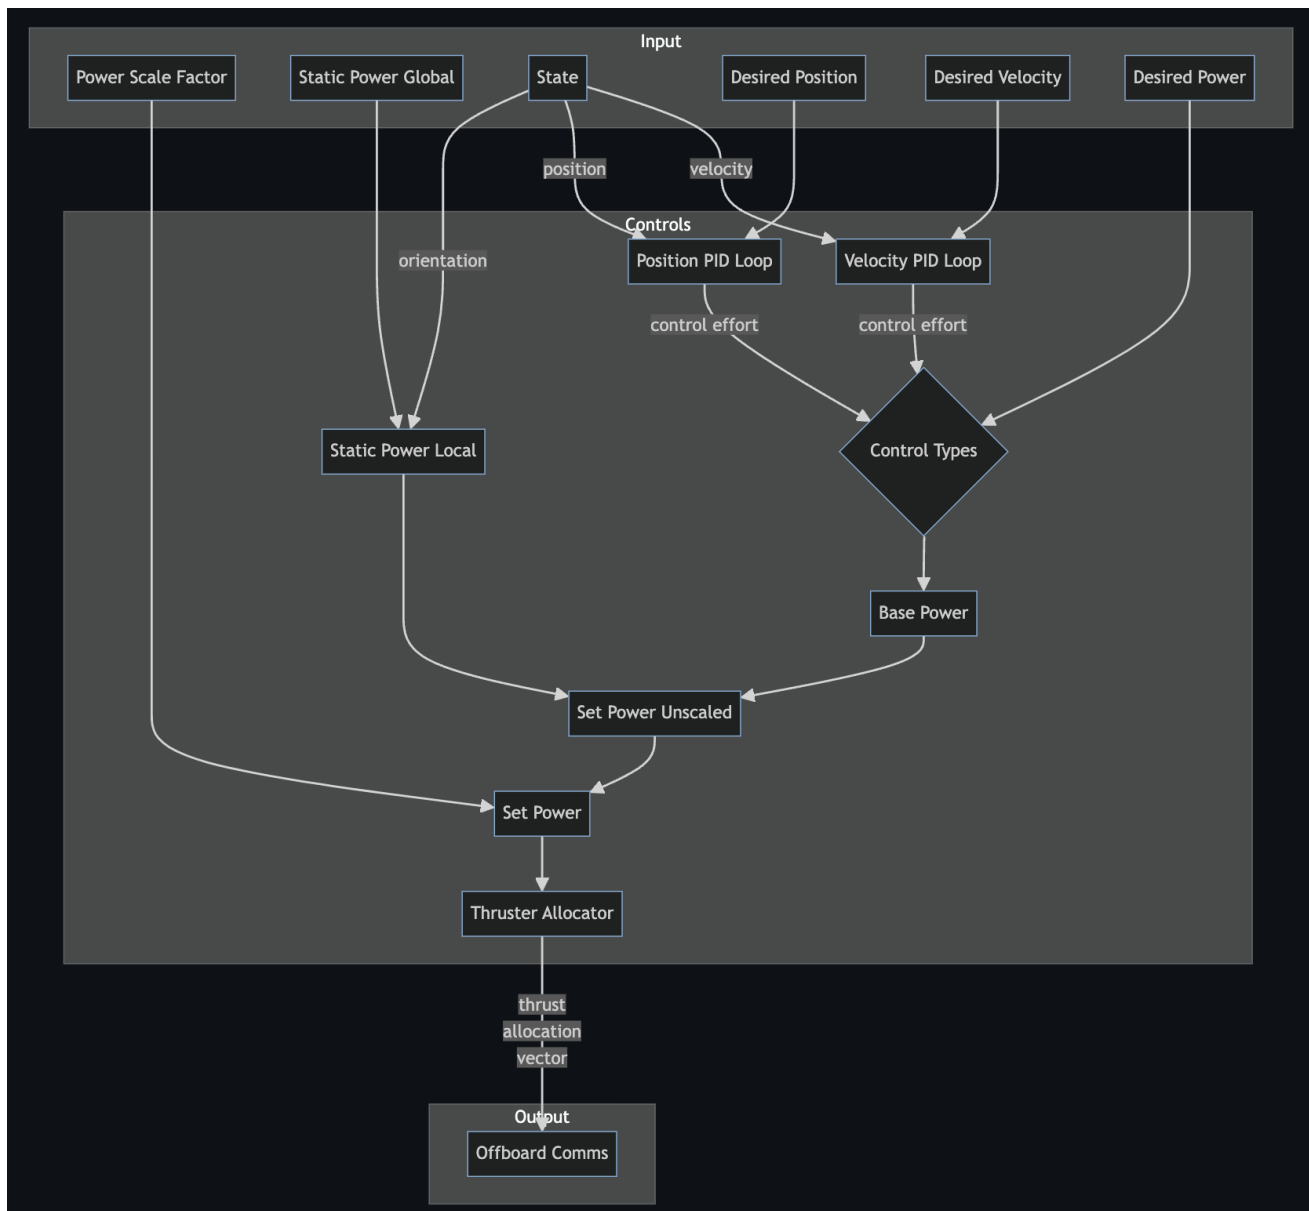 Input
Power Scale Factor
Static Power Global
State
Desired Position
Desired Velocity
Desired Power
position
velocity
Controls
orientation
Position PID Loop
Velocity PID Loop
control effort
control effort
Static Power Local
Control Types
Base Power
Set Power Unscaled
Set Power
Thruster Allocator
thrust
allocation
vector
Output
Offboard Comms